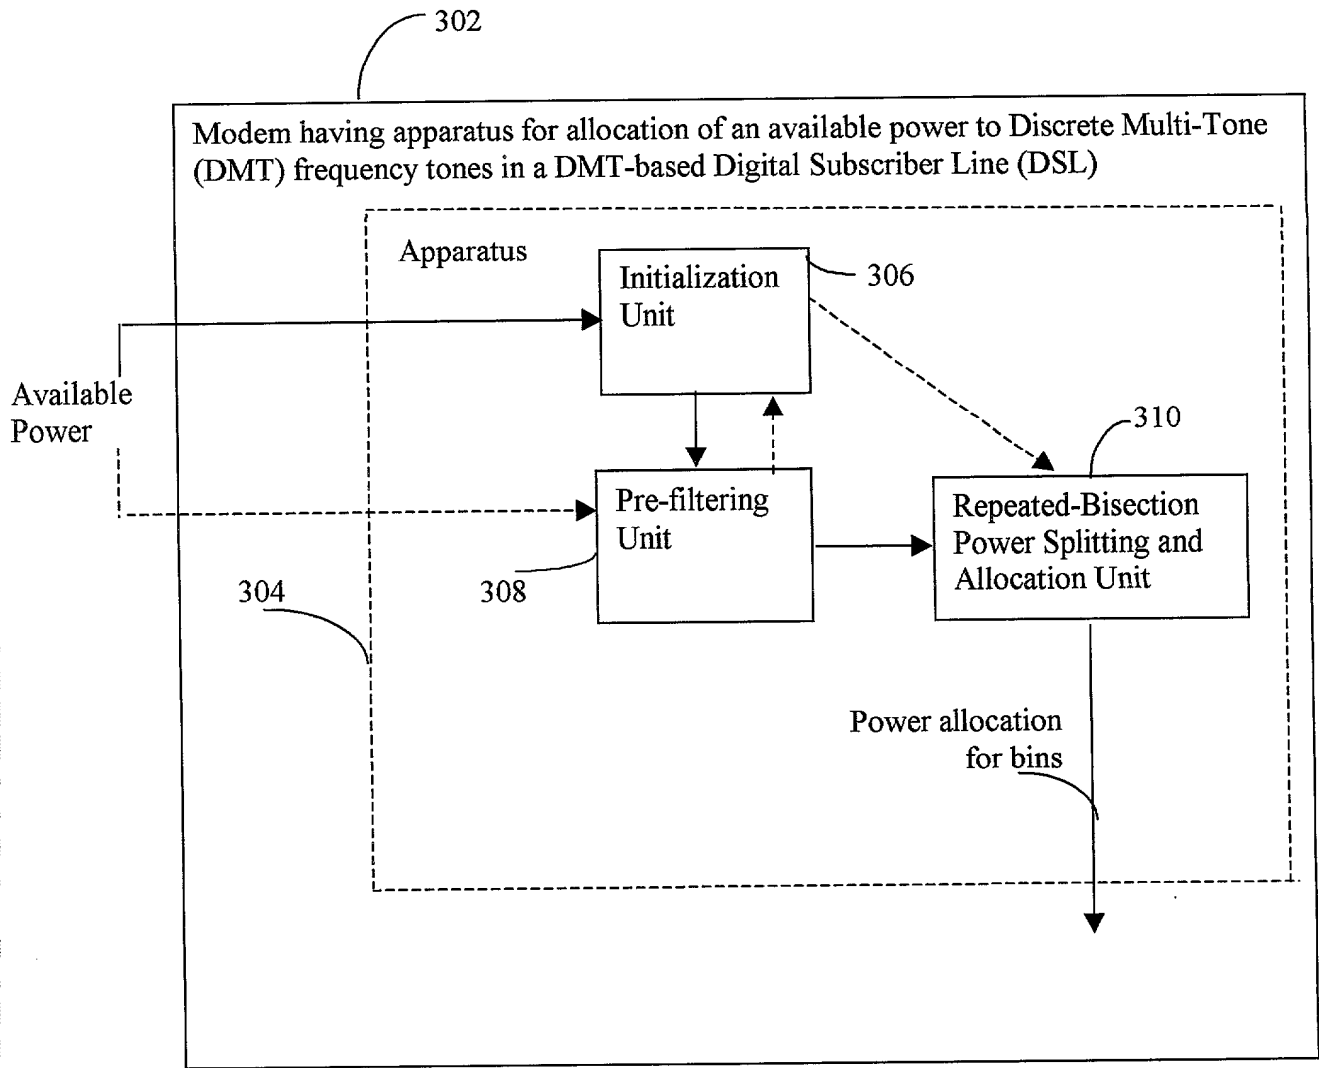 302
Modem having apparatus for allocation of an available power to Discrete Multi-Tone
(DMT) frequency tones in a DMT-based Digital Subscriber Line (DSL)
Apparatus
Initialization
Unit
306
Available
Power
310
Pre-filtering
Unit
Repeated-Bisection
Power Splitting and
Allocation Unit
304
308
Power allocation
for bins